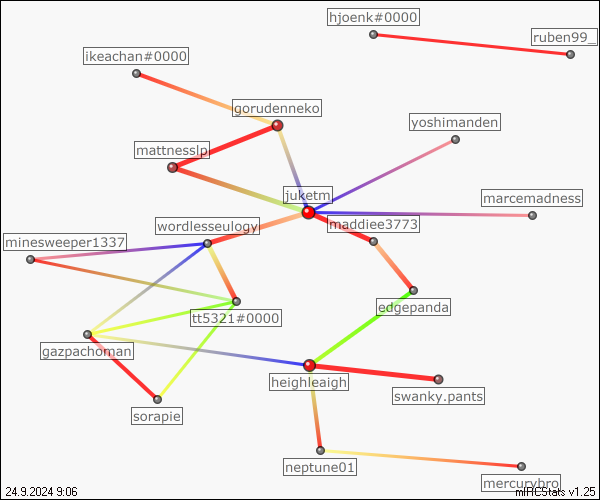 hjoenk#0000
ruben99_
ikeachan#0000
gorudenneko
yoshimanden
mattnesslp
juketm
marcemadness
wordlesseulogy
maddiee3773
minesweeper1337
edgepanda
tt5321#0000
gazpachoman
heighleaigh
swanky.pants
sorapie
neptune01
mercurybro
24.9.2024 9:06
mIRCStats v1.25